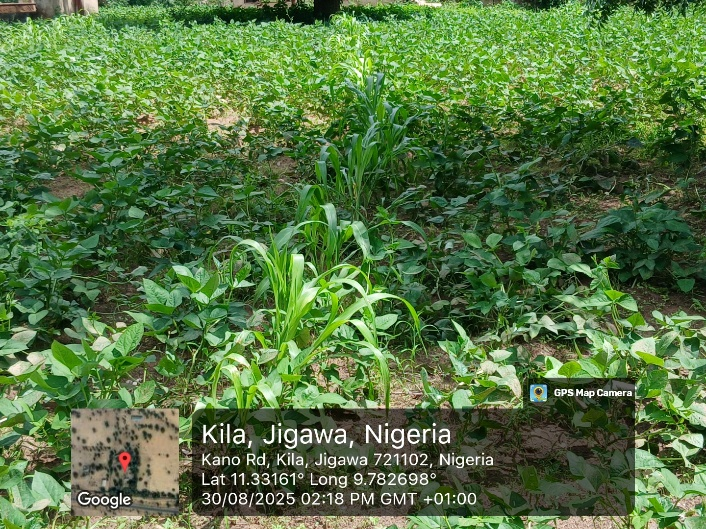 GPS Map Camera
Kila, Jigawa, Nigeria
Kano Rd, Kila, Jigawa 721102, Nigeria
Lat 11.33161° Long 9.782698°
30/08/2025 02:18 PM GMT +01:00
Google